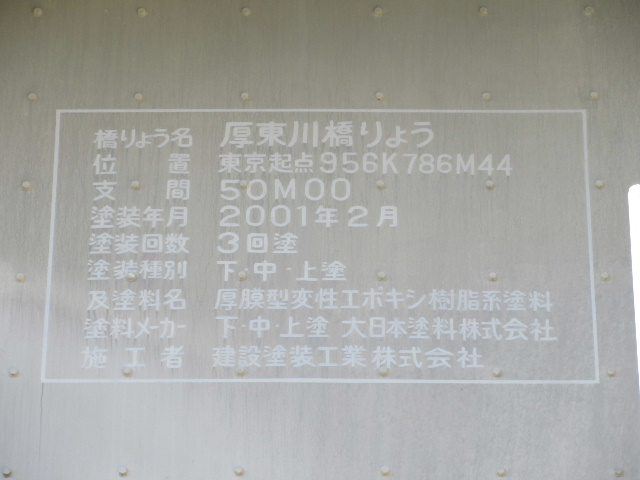 橋りょう名 厚東川橋りょう
位置 東京起点956K786M44
支間 50M00
塗装年月 2001年2月
塗装回数 3回塗
塗装種別 下・中・上塗
及塗料名 厚膜型変性エポキシ樹脂系塗料
塗料メーカー 下・中・上塗 大日本塗料株式会社
施工者 建設塗装工業株式会社